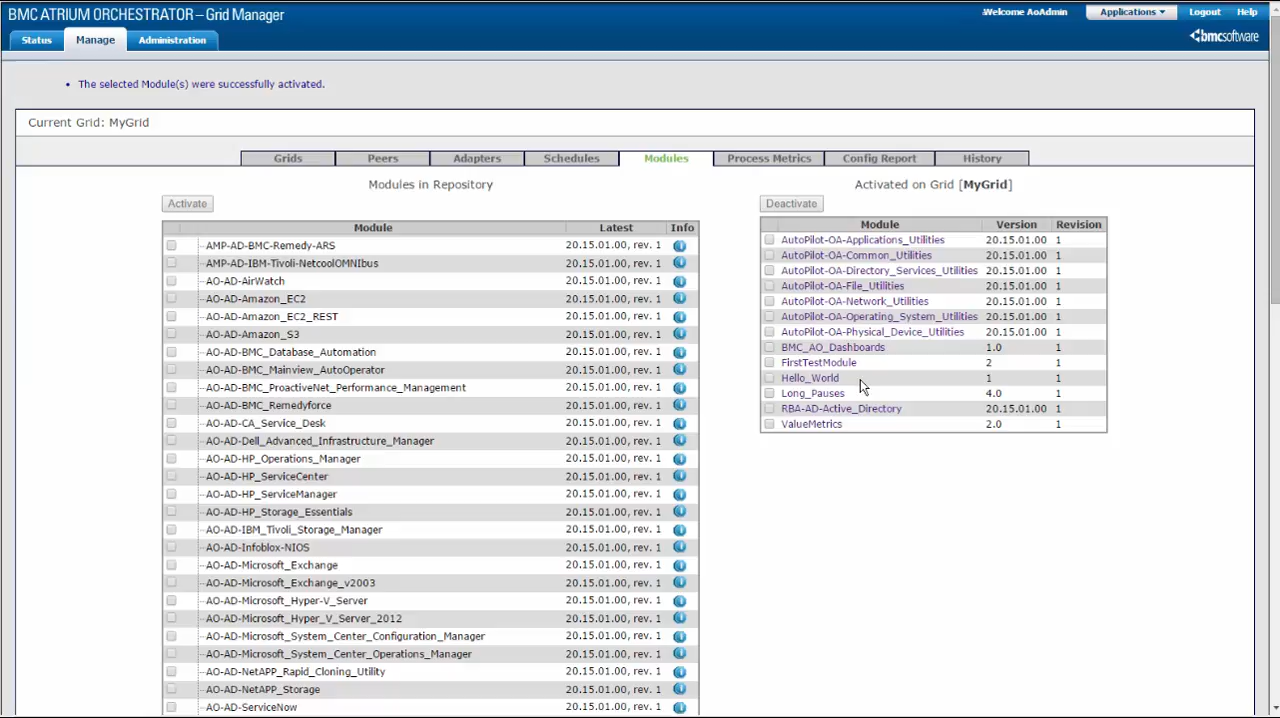 BMC ATRIUM ORCHESTRATOR – Grid Manager
Welcome AoAdmin
Applications
Logout
Help
Status
Manage
Administration
bmcsoftware
The selected Module(s) were successfully activated.
Current Grid: MyGrid
Grids
Peers
Adapters
Schedules
Modules
Process Metrics
Config Report
History
Modules in Repository
Activate
Module Latest Info
AMP-AD-BMC-Remedy-ARS 20.15.01.00, rev. 1
AMP-AD-IBM-Tivoli-NetcoolOMNIbus 20.15.01.00, rev. 1
AO-AD-AirWatch 20.15.01.00, rev. 1
AO-AD-Amazon_EC2 20.15.01.00, rev. 1
AO-AD-Amazon_EC2_REST 20.15.01.00, rev. 1
AO-AD-Amazon_S3 20.15.01.00, rev. 1
AO-AD-BMC_Database_Automation 20.15.01.00, rev. 1
AO-AD-BMC_Mainview_AutoOperator 20.15.01.00, rev. 1
AO-AD-BMC_ProactiveNet_Performance_Management 20.15.01.00, rev. 1
AO-AD-BMC_Remedyforce 20.15.01.00, rev. 1
AO-AD-CA_Service_Desk 20.15.01.00, rev. 1
AO-AD-Dell_Advanced_Infrastructure_Manager 20.15.01.00, rev. 1
AO-AD-HP_Operations_Manager 20.15.01.00, rev. 1
AO-AD-HP_ServiceCenter 20.15.01.00, rev. 1
AO-AD-HP_ServiceManager 20.15.01.00, rev. 1
AO-AD-HP_Storage_Essentials 20.15.01.00, rev. 1
AO-AD-IBM_Tivoli_Storage_Manager 20.15.01.00, rev. 1
AO-AD-Infoblox-NIOS 20.15.01.00, rev. 1
AO-AD-Microsoft_Exchange 20.15.01.00, rev. 1
AO-AD-Microsoft_Exchange_v2003 20.15.01.00, rev. 1
AO-AD-Microsoft_Hyper-V_Server 20.15.01.00, rev. 1
AO-AD-Microsoft_Hyper_V_Server_2012 20.15.01.00, rev. 1
AO-AD-Microsoft_System_Center_Configuration_Manager 20.15.01.00, rev. 1
AO-AD-Microsoft_System_Center_Operations_Manager 20.15.01.00, rev. 1
AO-AD-NetAPP_Rapid_Cloning_Utility 20.15.01.00, rev. 1
AO-AD-NetAPP_Storage 20.15.01.00, rev. 1
AO-AD-ServiceNow 20.15.01.00, rev. 1
Activated on Grid [MyGrid]
Deactivate
Module Version Revision
AutoPilot-OA-Applications_Utilities 20.15.01.00 1
AutoPilot-OA-Common_Utilities 20.15.01.00 1
AutoPilot-OA-Directory_Services_Utilities 20.15.01.00 1
AutoPilot-OA-File_Utilities 20.15.01.00 1
AutoPilot-OA-Network_Utilities 20.15.01.00 1
AutoPilot-OA-Operating_System_Utilities 20.15.01.00 1
AutoPilot-OA-Physical_Device_Utilities 20.15.01.00 1
BMC_AO_Dashboards 1.0 1
FirstTestModule 2 1
Hello_World 1 1
Long_Pauses 4.0 1
RBA-AD-Active_Directory 20.15.01.00 1
ValueMetrics 2.0 1